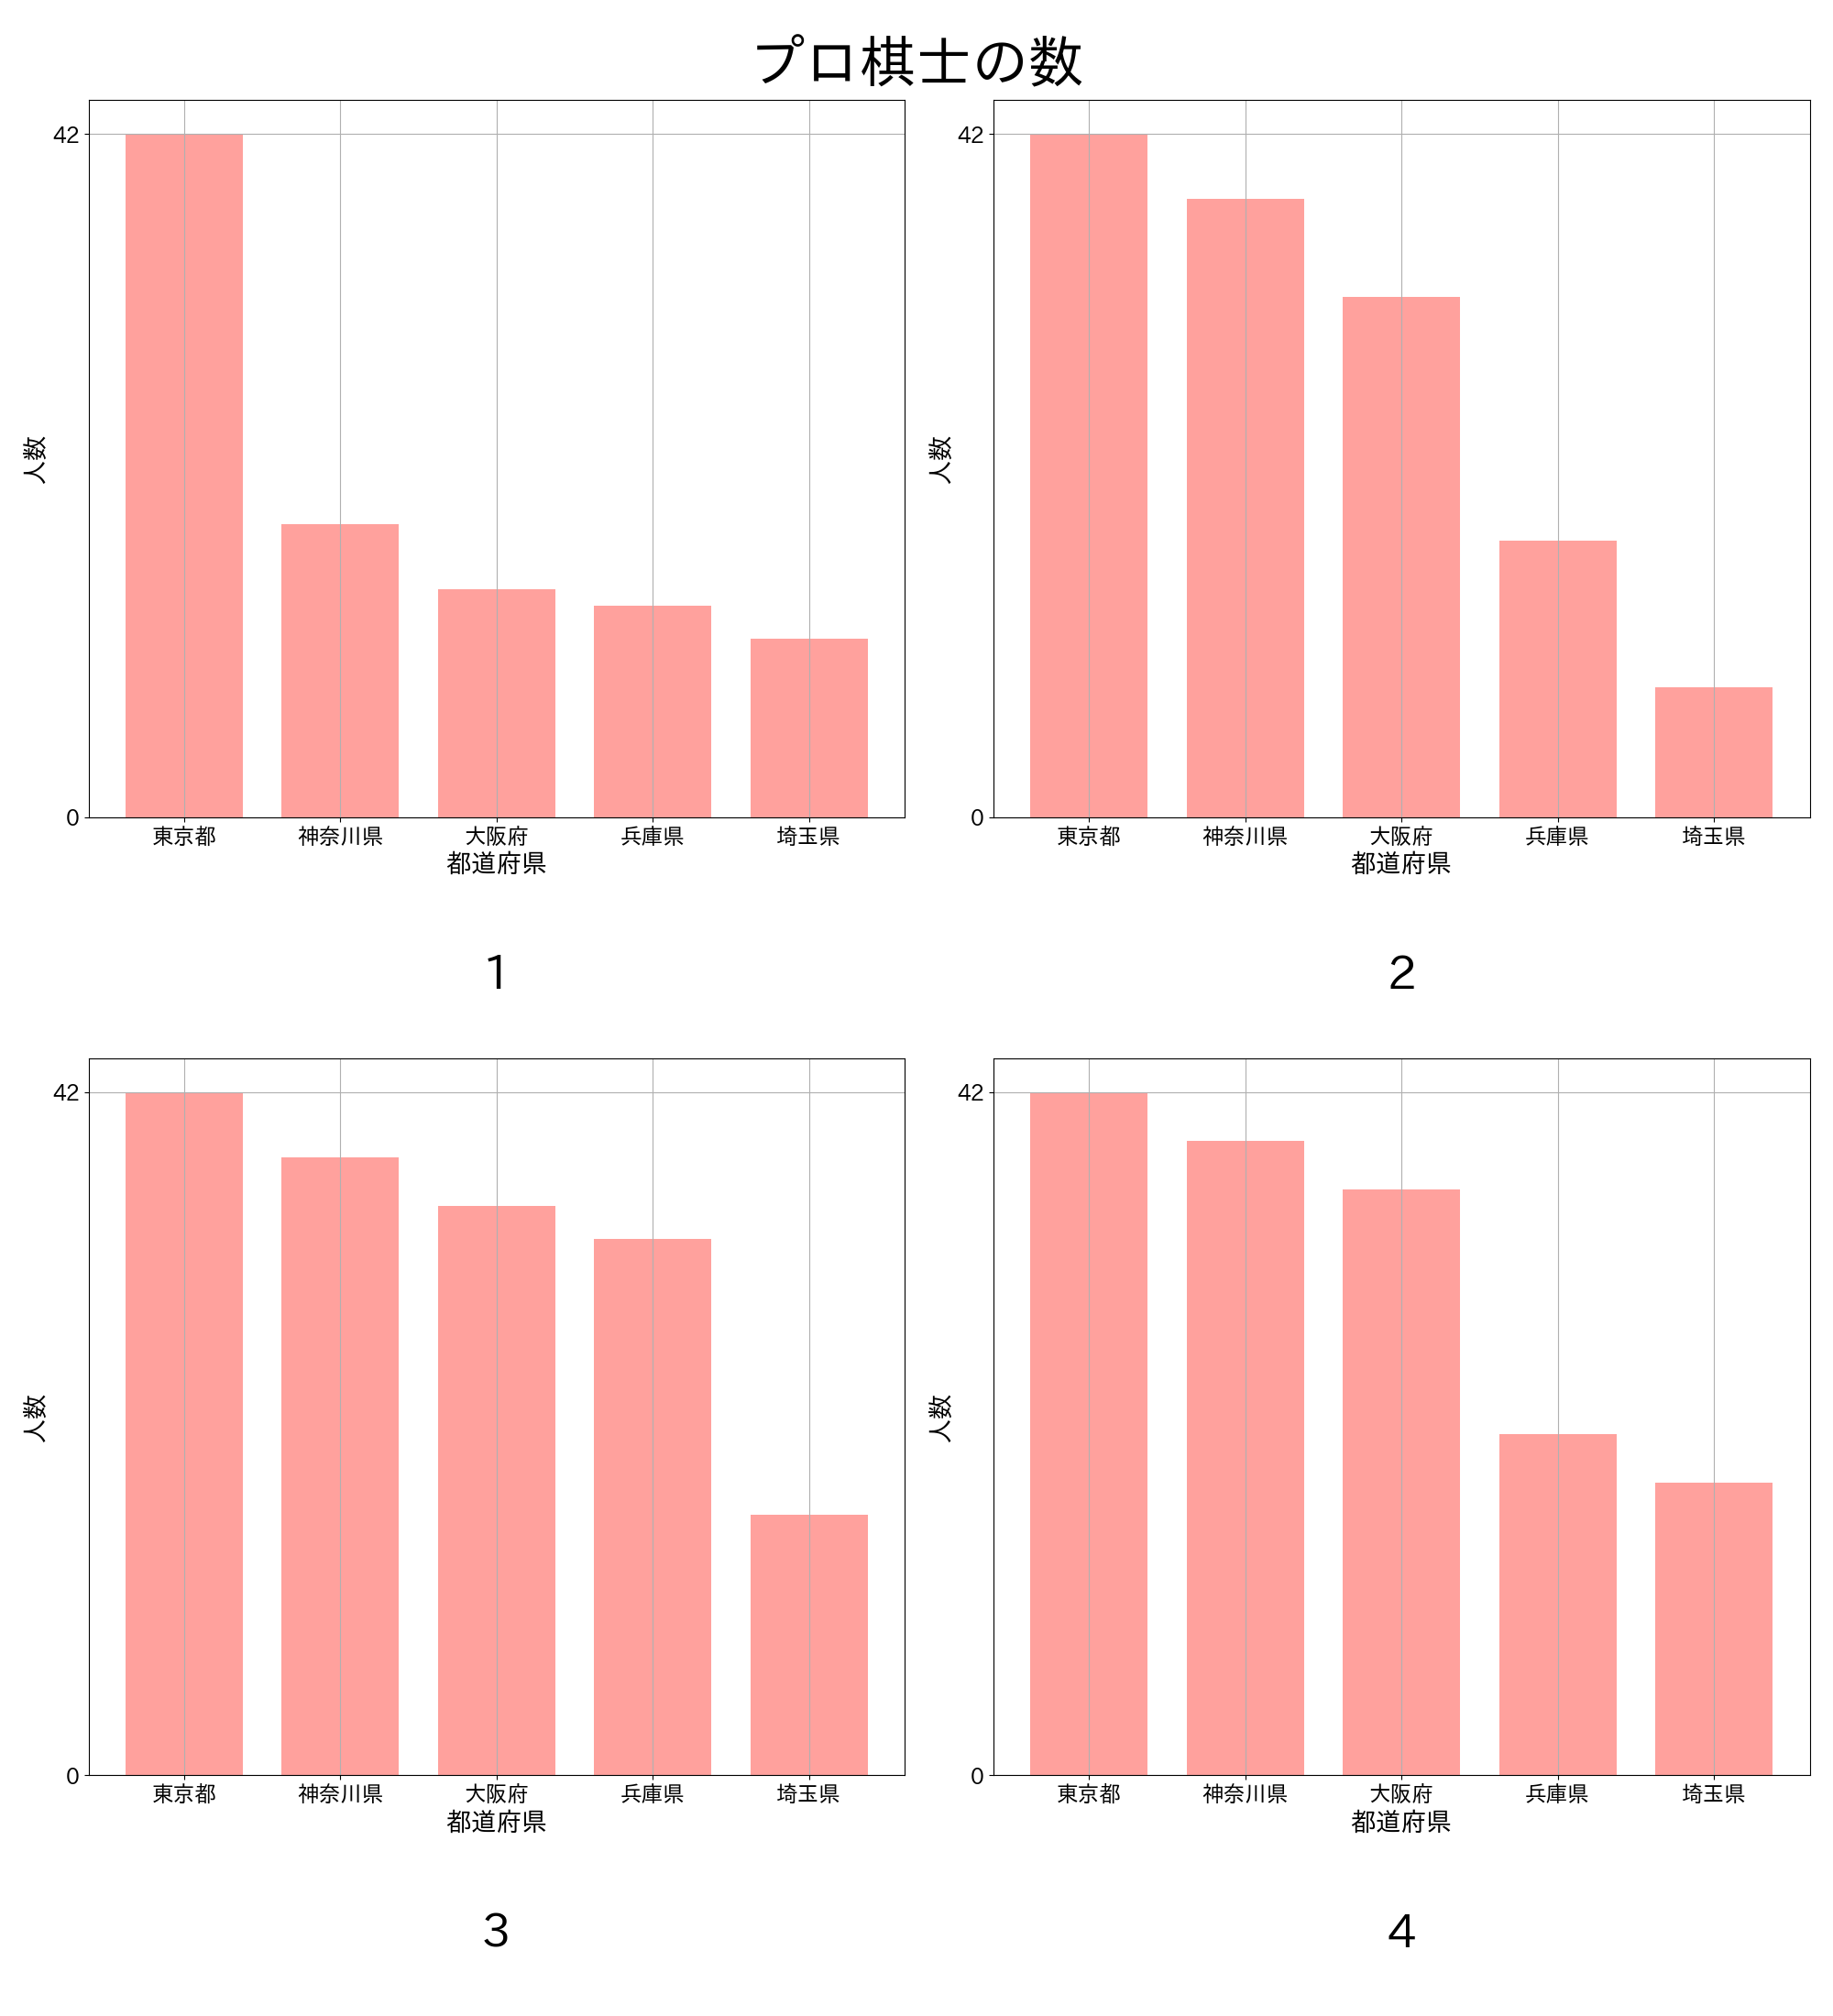 プロ棋士の数
42
0
人数
東京都 神奈川県 大阪府 兵庫県 埼玉県
都道府県
1
42
0
人数
東京都 神奈川県 大阪府 兵庫県 埼玉県
都道府県
2
42
0
人数
東京都 神奈川県 大阪府 兵庫県 埼玉県
都道府県
3
42
0
人数
東京都 神奈川県 大阪府 兵庫県 埼玉県
都道府県
4